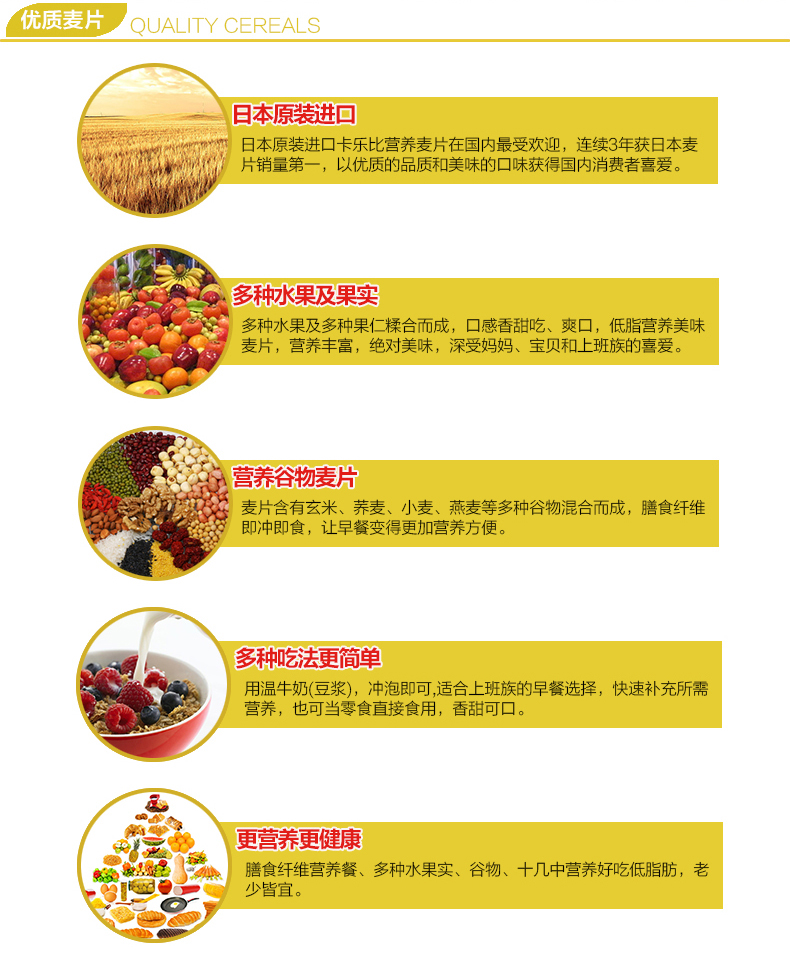 优质麦片
QUALITY CEREALS
日本原装进口
日本原装进口卡乐比营养麦片在国内最受欢迎，连续3年获日本麦
片销量第一，以优质的品质和美味的口味获得国内消费者喜爱。
多种水果及果实
多种水果及多种果仁糅合而成，口感香甜吃、爽口，低脂营养美味
麦片，营养丰富，绝对美味，深受妈妈、宝贝和上班族的喜爱。
营养谷物麦片
麦片含有玄米、荞麦、小麦、燕麦等多种谷物混合而成，膳食纤维
即冲即食，让早餐变得更加营养方便。
多种吃法更简单
用温牛奶(豆浆)，冲泡即可,适合上班族的早餐选择，快速补充所需
营养，也可当零食直接食用，香甜可口。
更营养更健康
膳食纤维营养餐、多种水果实、谷物、十几中营养好吃低脂肪，老
少皆宜。